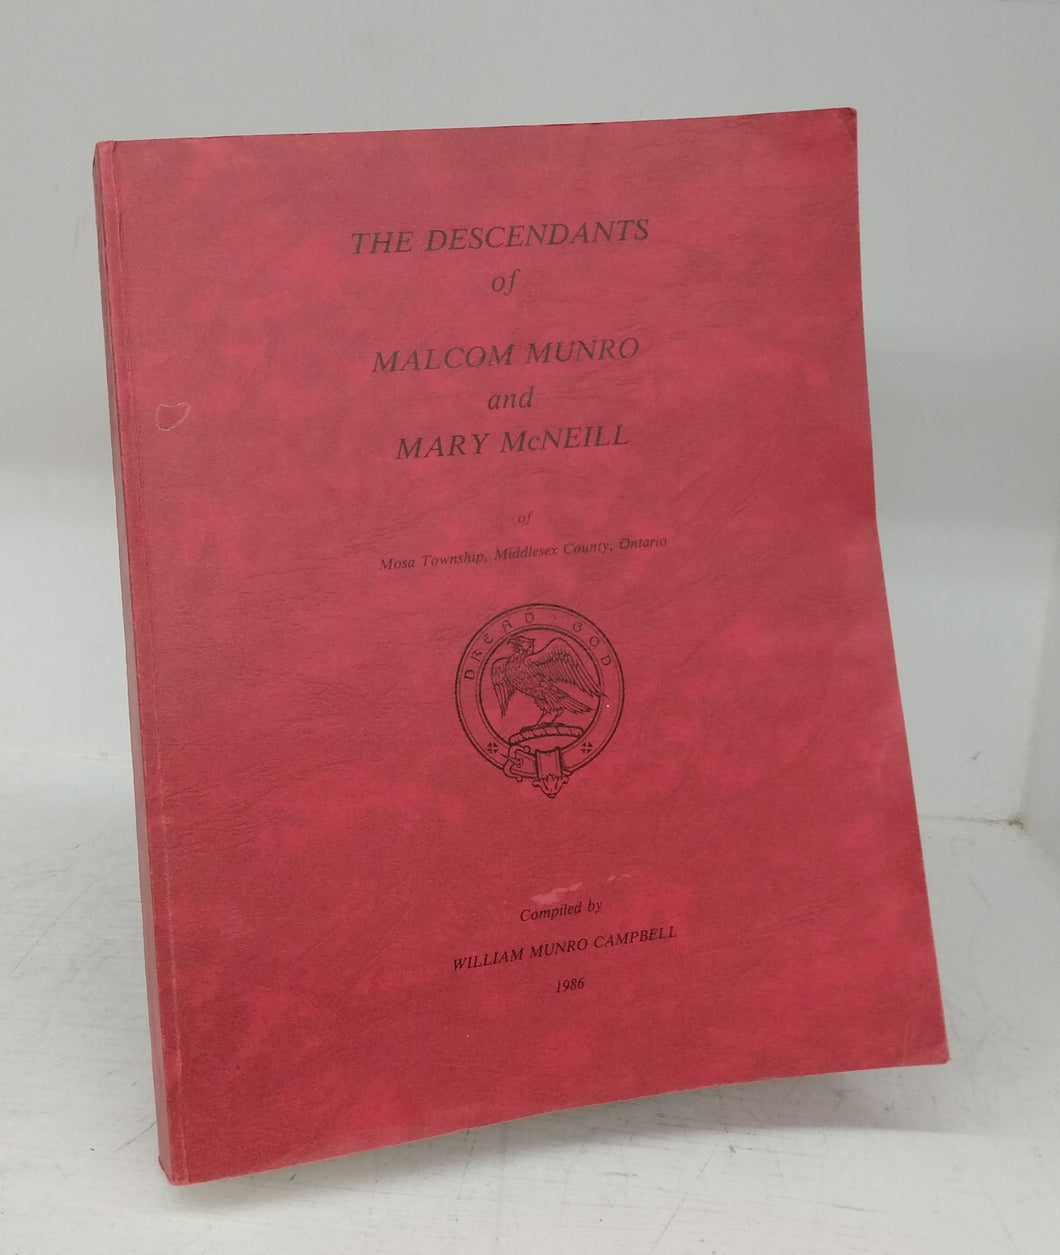 THE DESCENDANTS
of
MALCOM MUNRO
and
MARY McNEILL
of
Mosa Township, Middlesex County, Ontario
DREAD · GOD
Compiled by
WILLIAM MUNRO CAMPBELL
1986